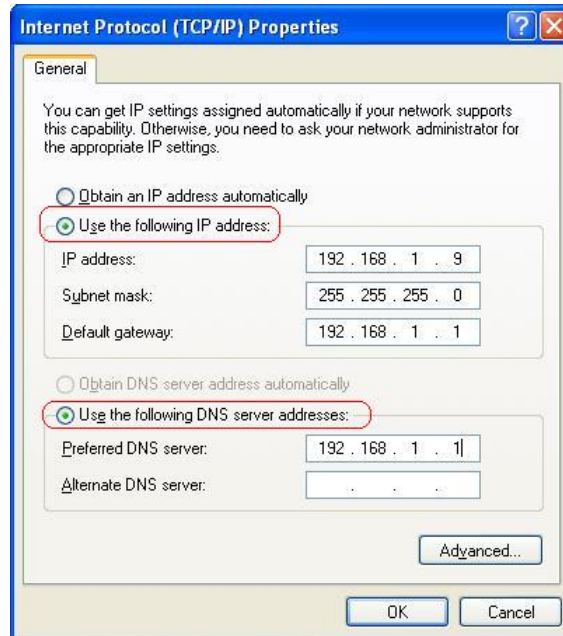 Internet Protocol (TCP/IP) Properties
General
You can get IP settings assigned automatically if your network supports
this capability. Otherwise, you need to ask your network administrator for
the appropriate IP settings.
Obtain an IP address automatically
Use the following IP address:
IP address: 192 . 168 . 1 . 9
Subnet mask: 255 . 255 . 255 . 0
Default gateway: 192 . 168 . 1 . 1
Obtain DNS server address automatically
Use the following DNS server addresses:
Preferred DNS server: 192 . 168 . 1 . 1
Alternate DNS server: . . .
Advanced...
OK Cancel